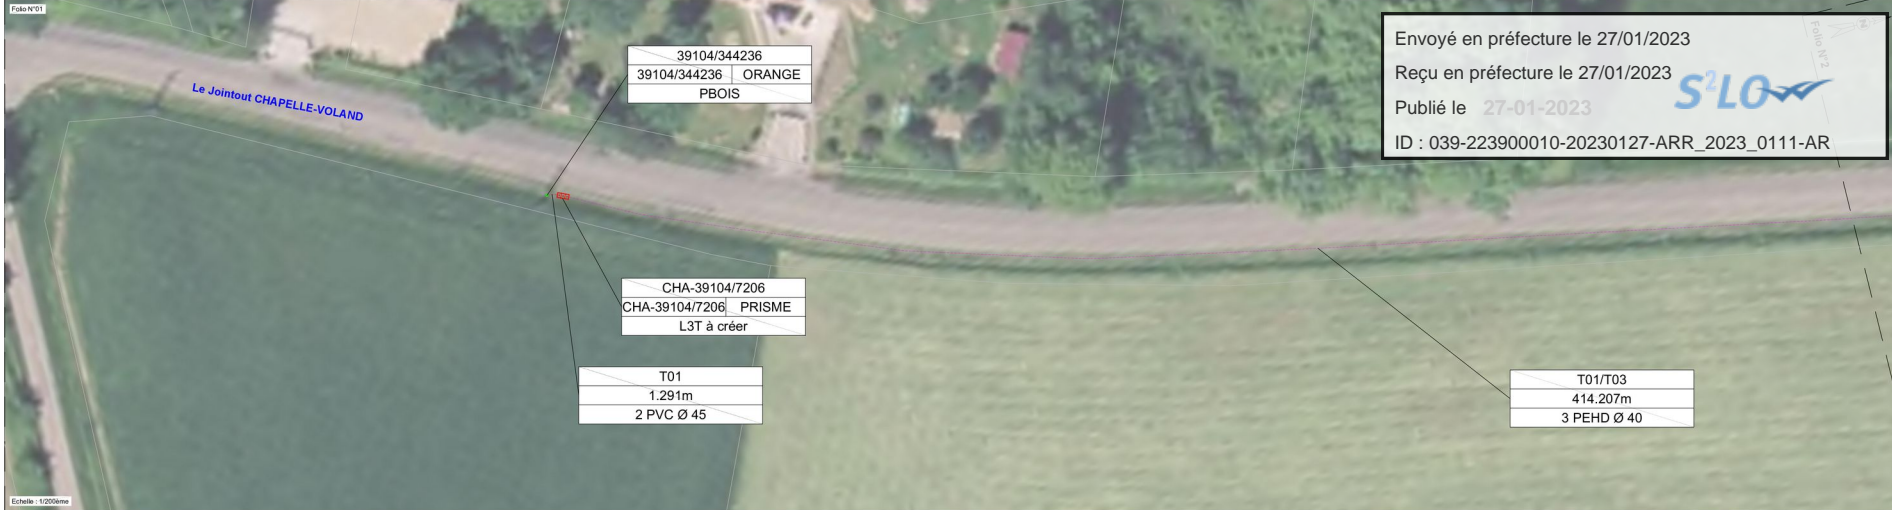 Folio N°01
Envoyé en préfecture le 27/01/2023
Reçu en préfecture le 27/01/2023
Publié le 27-01-2023
S²LO
ID : 039-223900010-20230127-ARR_2023_0111-AR
Folio N°2
N
Le Jointout CHAPELLE-VOLAND
39104/344236
39104/344236 ORANGE
PBOIS
CHA-39104/7206
CHA-39104/7206 PRISME
L3T à créer
T01
1.291m
2 PVC Ø 45
T01/T03
414.207m
3 PEHD Ø 40
Echelle : 1/200ème